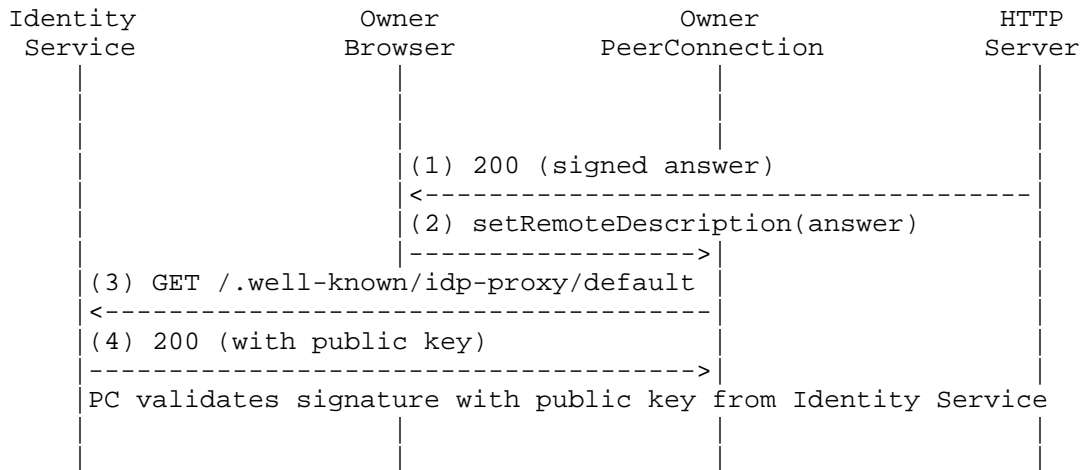 Identity Owner Owner HTTP
Service Browser PeerConnection Server
(1) 200 (signed answer)
(2) setRemoteDescription(answer)
(3) GET /.well-known/idp-proxy/default
(4) 200 (with public key)
PC validates signature with public key from Identity Service